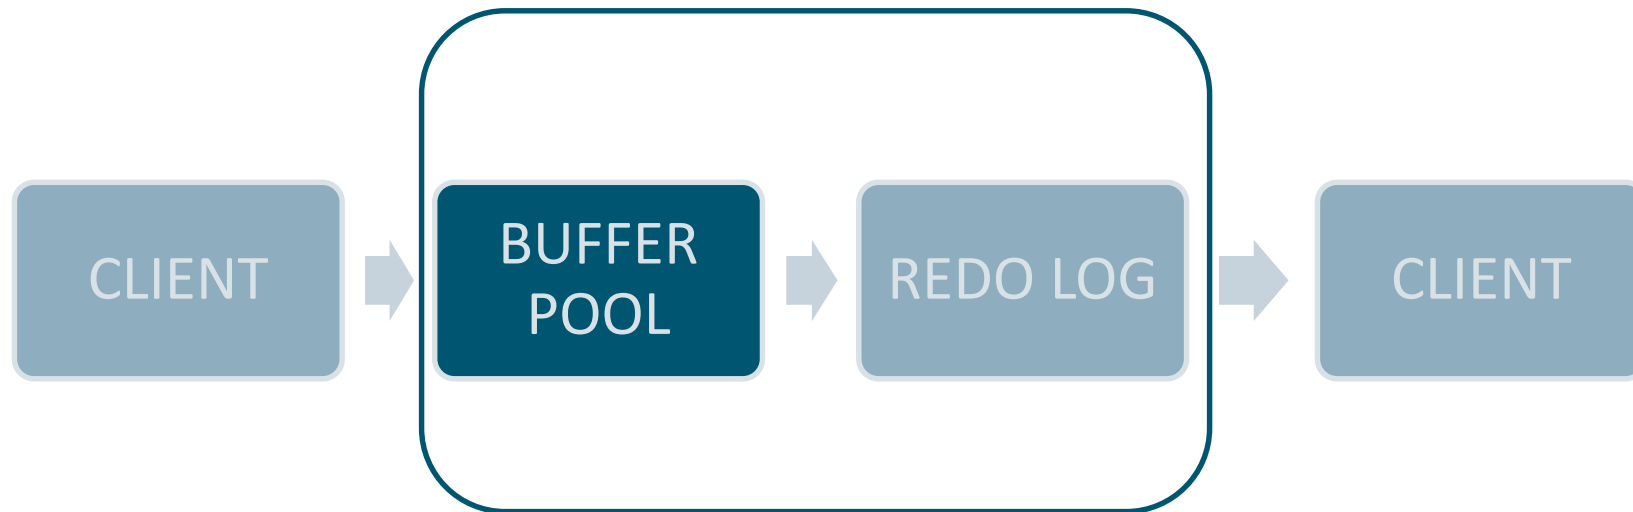 CLIENT
BUFFER
POOL
REDO LOG
CLIENT